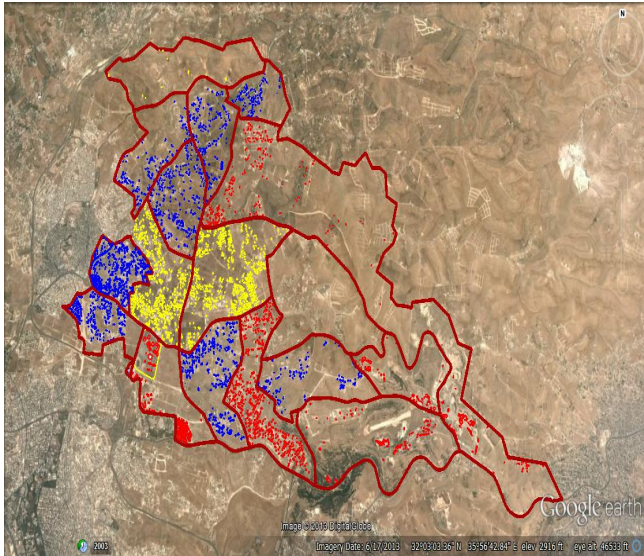 N
Google earth
Image © 2013 DigitalGlobe
2003
Imagery Date: 6/17/2013 32°03'03.36" N 35°56'42.84" E elev 2916 ft eye alt 46533 ft